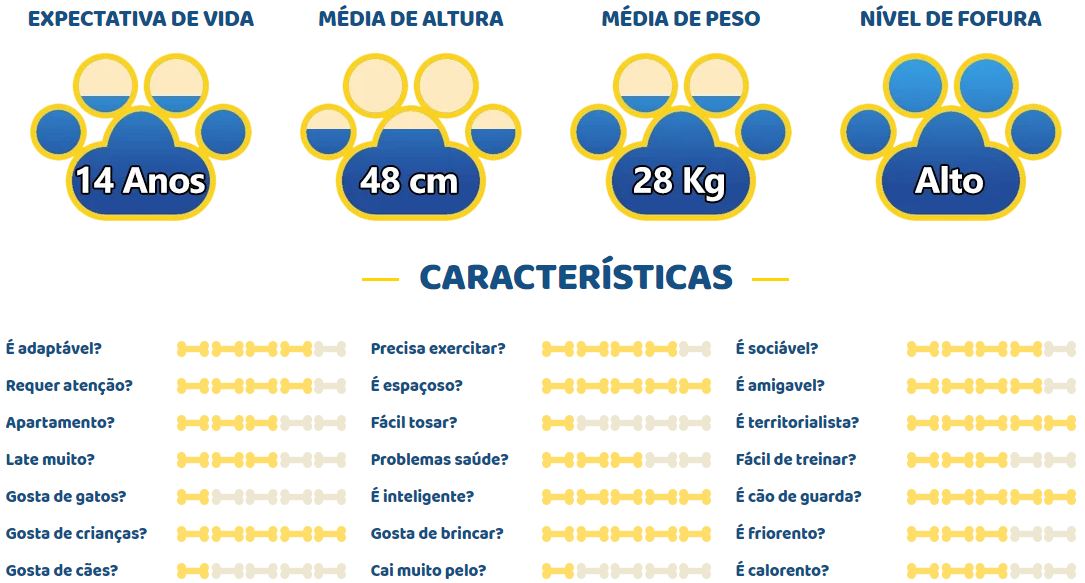 EXPECTATIVA DE VIDA MÉDIA DE ALTURA MÉDIA DE PESO NÍVEL DE FOFURA
14 Anos 48 cm 28 Kg Alto
CARACTERÍSTICAS
É adaptável? Precisa exercitar? É sociável?
Requer atenção? É espaçoso? É amigavel?
Apartamento? Fácil tosar? É territorialista?
Late muito? Problemas saúde? Fácil de treinar?
Gosta de gatos? É inteligente? É cão de guarda?
Gosta de crianças? Gosta de brincar? É friorento?
Gosta de cães? Cai muito pelo? É calorento?